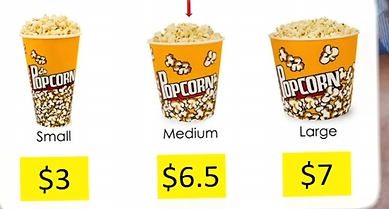 POPCORN
POPCORN
POPCORN
Small
Medium
Large
$3
$6.5
$7